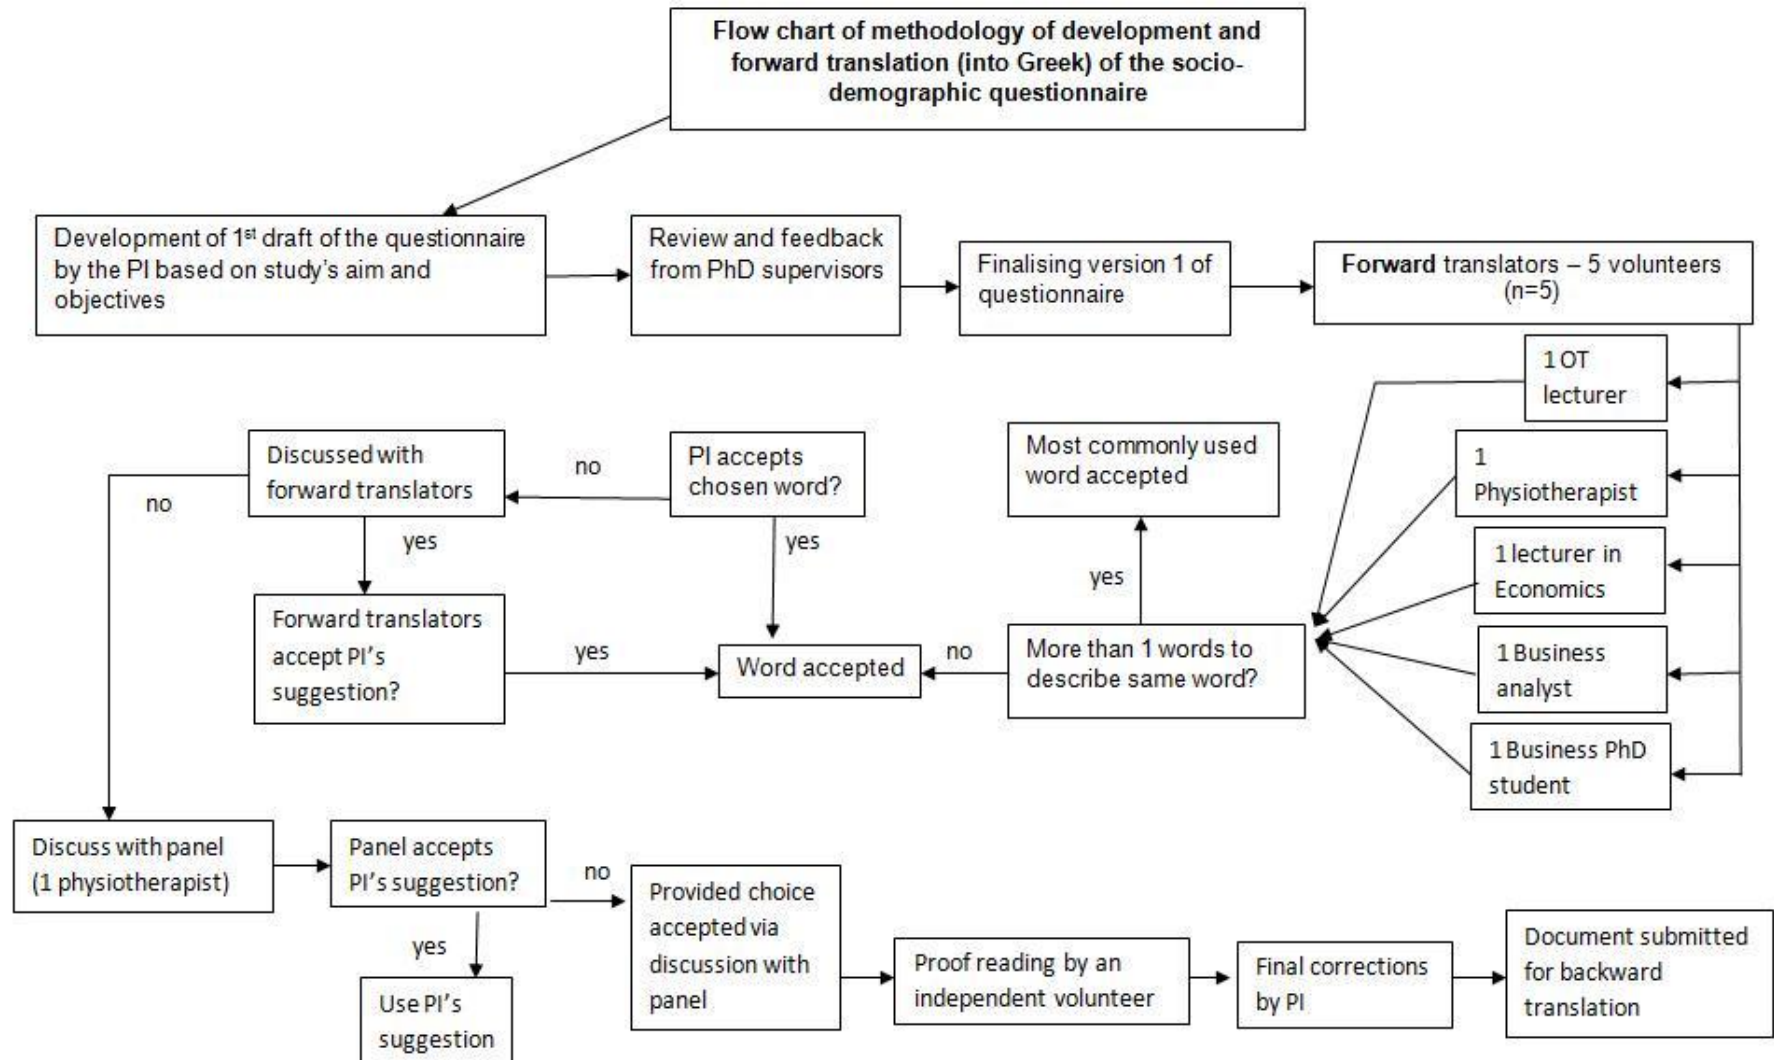 Flow chart of methodology of development and
forward translation (into Greek) of the socio-
demographic questionnaire
Development of 1st draft of the questionnaire
by the PI based on study's aim and
objectives
Review and feedback
from PhD supervisors
Finalising version 1 of
questionnaire
Forward translators – 5 volunteers
(n=5)
1 OT
lecturer
1
Physiotherapist
1 lecturer in
Economics
1 Business
analyst
1 Business PhD
student
More than 1 words to
describe same word?
yes
Most commonly used
word accepted
no
Word accepted
PI accepts
chosen word?
yes
no
Discussed with
forward translators
yes
no
Forward translators
accept PI's
suggestion?
yes
Discuss with panel
(1 physiotherapist)
Panel accepts
PI's suggestion?
yes
Use PI's
suggestion
no
Provided choice
accepted via
discussion with
panel
Proof reading by an
independent volunteer
Final corrections
by PI
Document submitted
for backward
translation